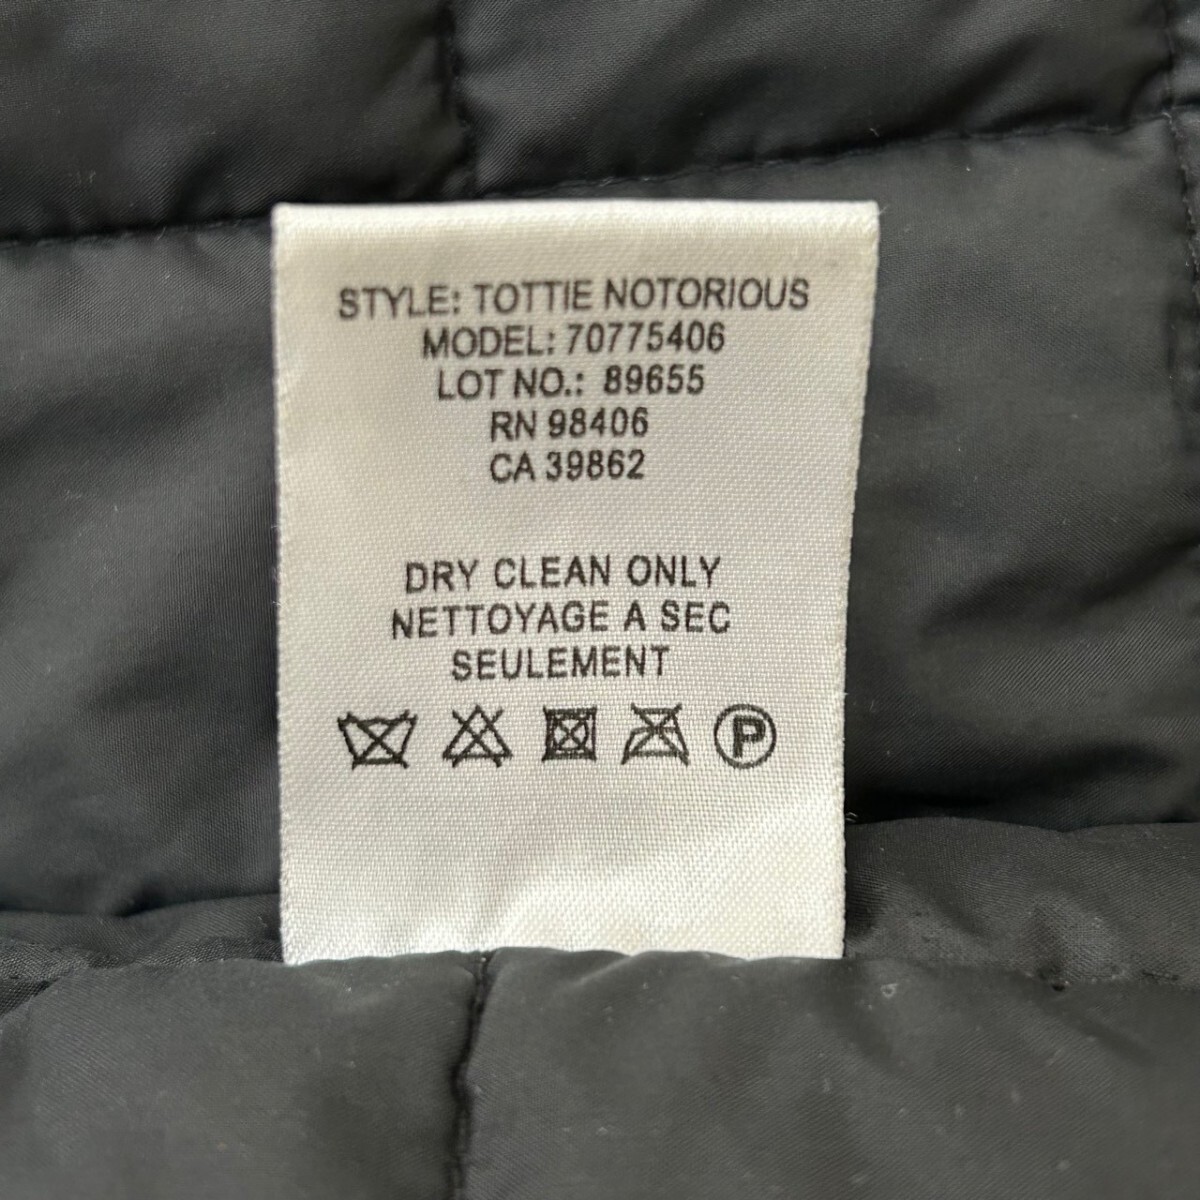 STYLE: TOTTIE NOTORIOUS
MODEL: 70775406
LOT NO.: 89655
RN 98406
CA 39862
DRY CLEAN ONLY
NETTOYAGE A SEC
SEULEMENT
P